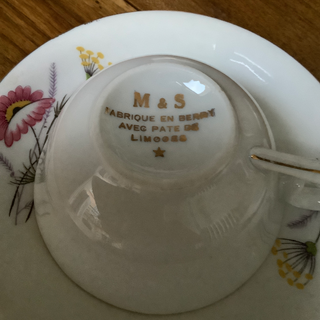 M & S
FABRIQUE EN BERRY
AVEC PATE DE
LIMOGES